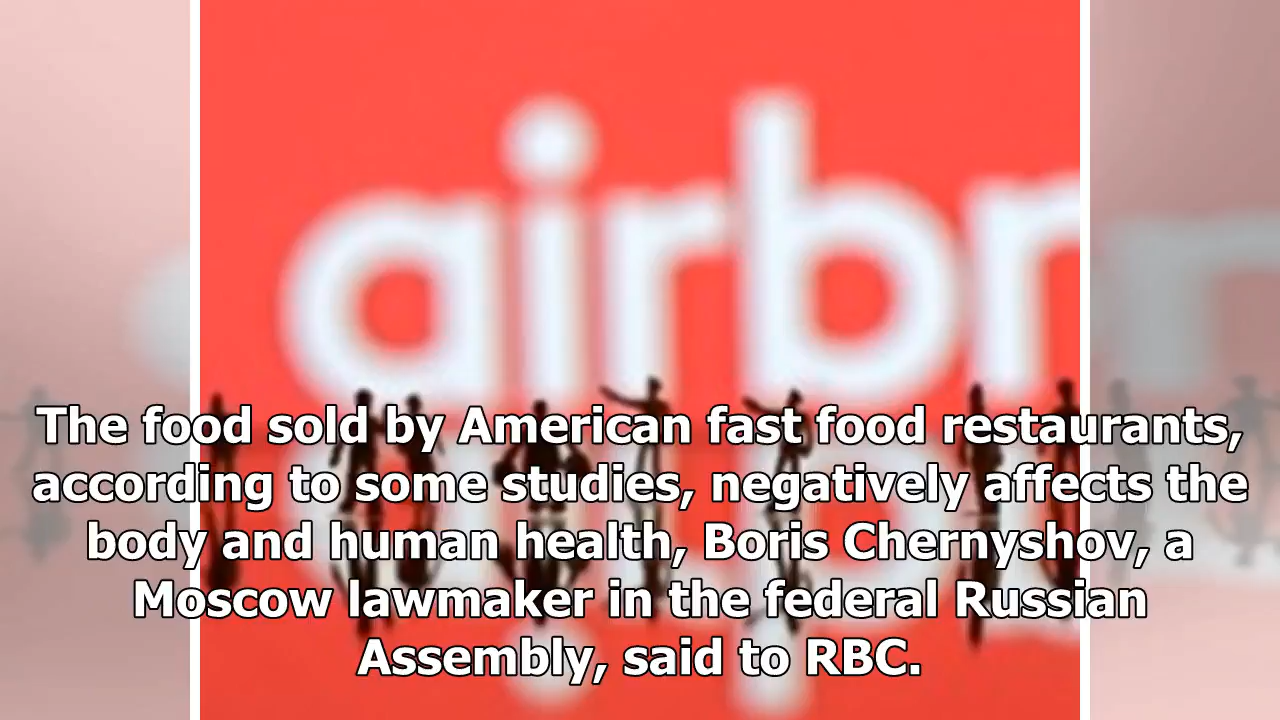 airbn
The food sold by American fast food restaurants,
according to some studies, negatively affects the
body and human health, Boris Chernyshov, a
Moscow lawmaker in the federal Russian
Assembly, said to RBC.